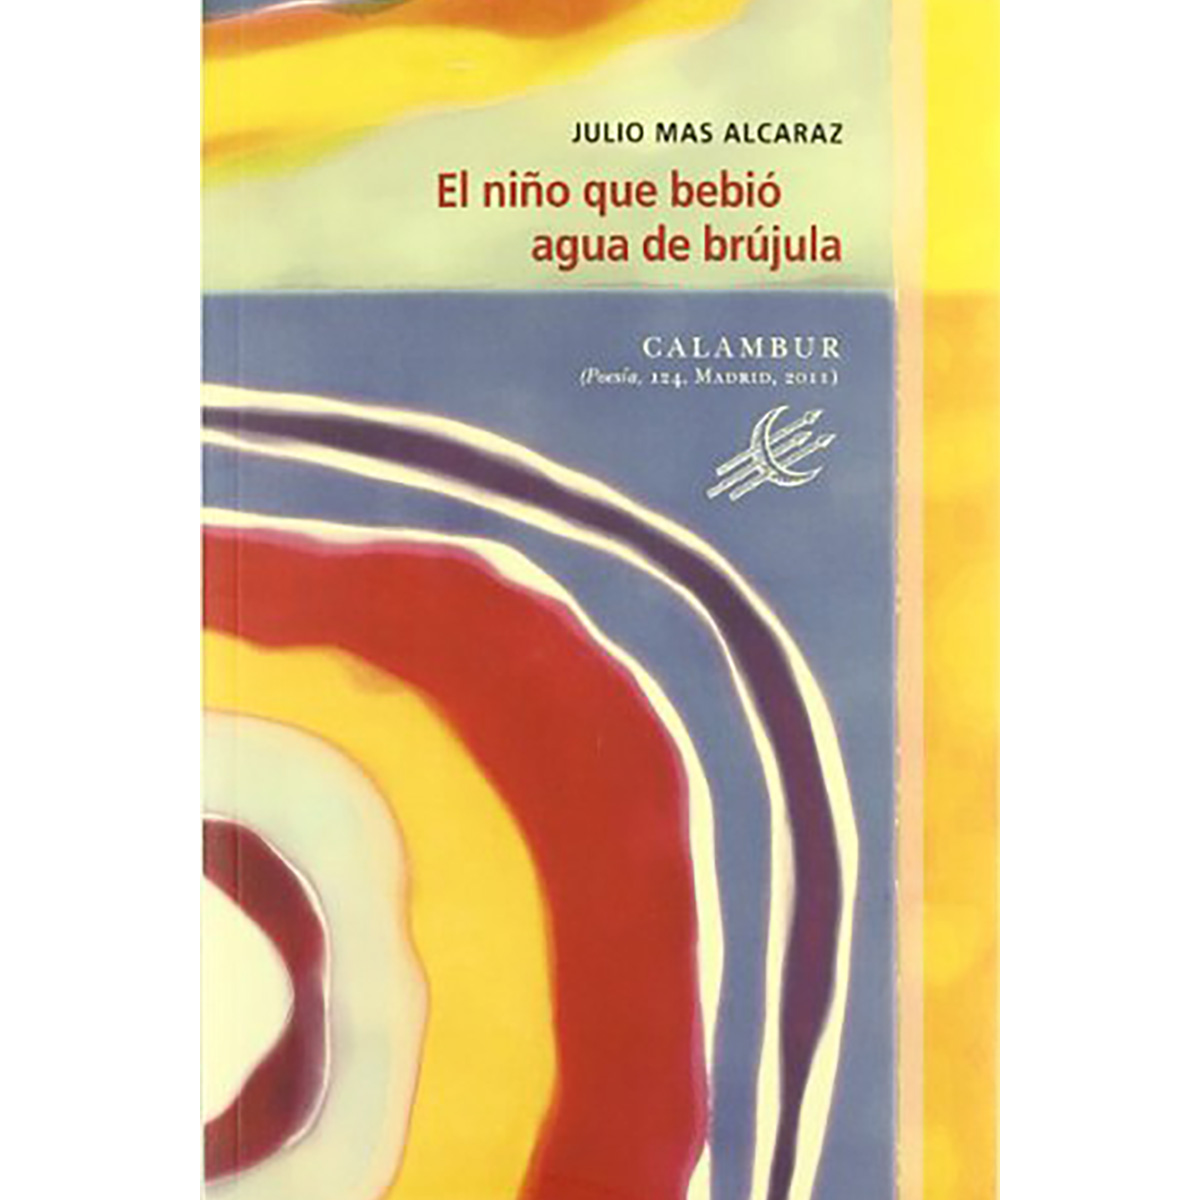 JULIO MAS ALCARAZ
El niño que bebió
agua de brújula
CALAMBUR
(Poesía, 124, Madrid, 2011)